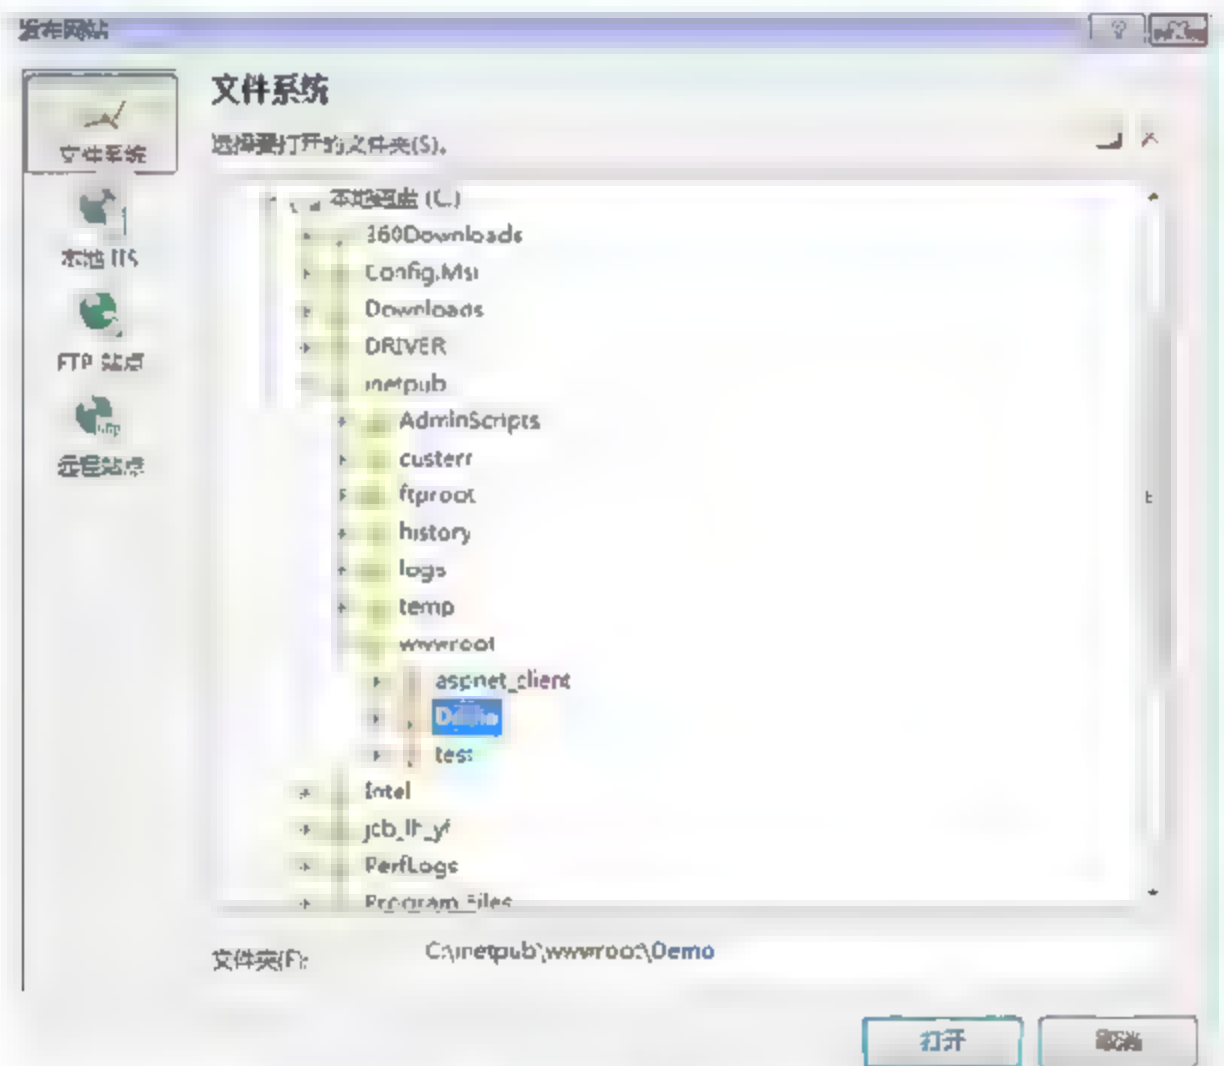 发布网站
文件系统
本地 IIS
FTP 站点
远程站点
文件系统
选择要打开的文件夹(S)。
本地磁盘 (C:)
360Downloads
Config.Msi
Downloads
DRIVER
inetpub
AdminScripts
custerr
ftproot
history
logs
temp
wwwroot
aspnet_client
Demo
test
Intel
jcb_lh_yf
PerfLogs
Program Files
文件夹(F):
C:\inetpub\wwwroot\Demo
打开
取消